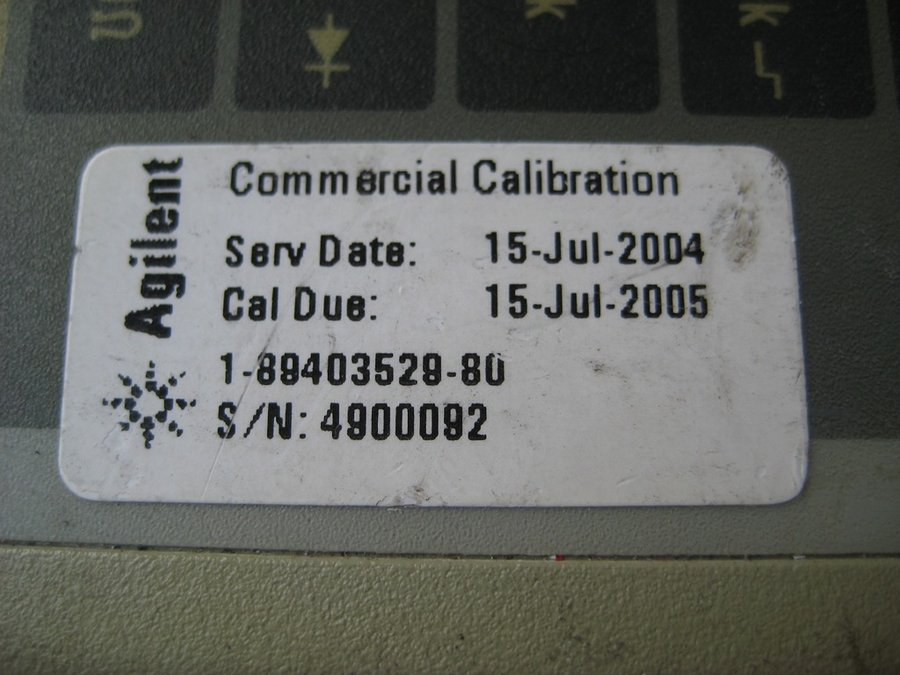 Agilent
Commercial Calibration
Serv Date: 15-Jul-2004
Cal Due: 15-Jul-2005
1-89403529-80
S/N: 4900092